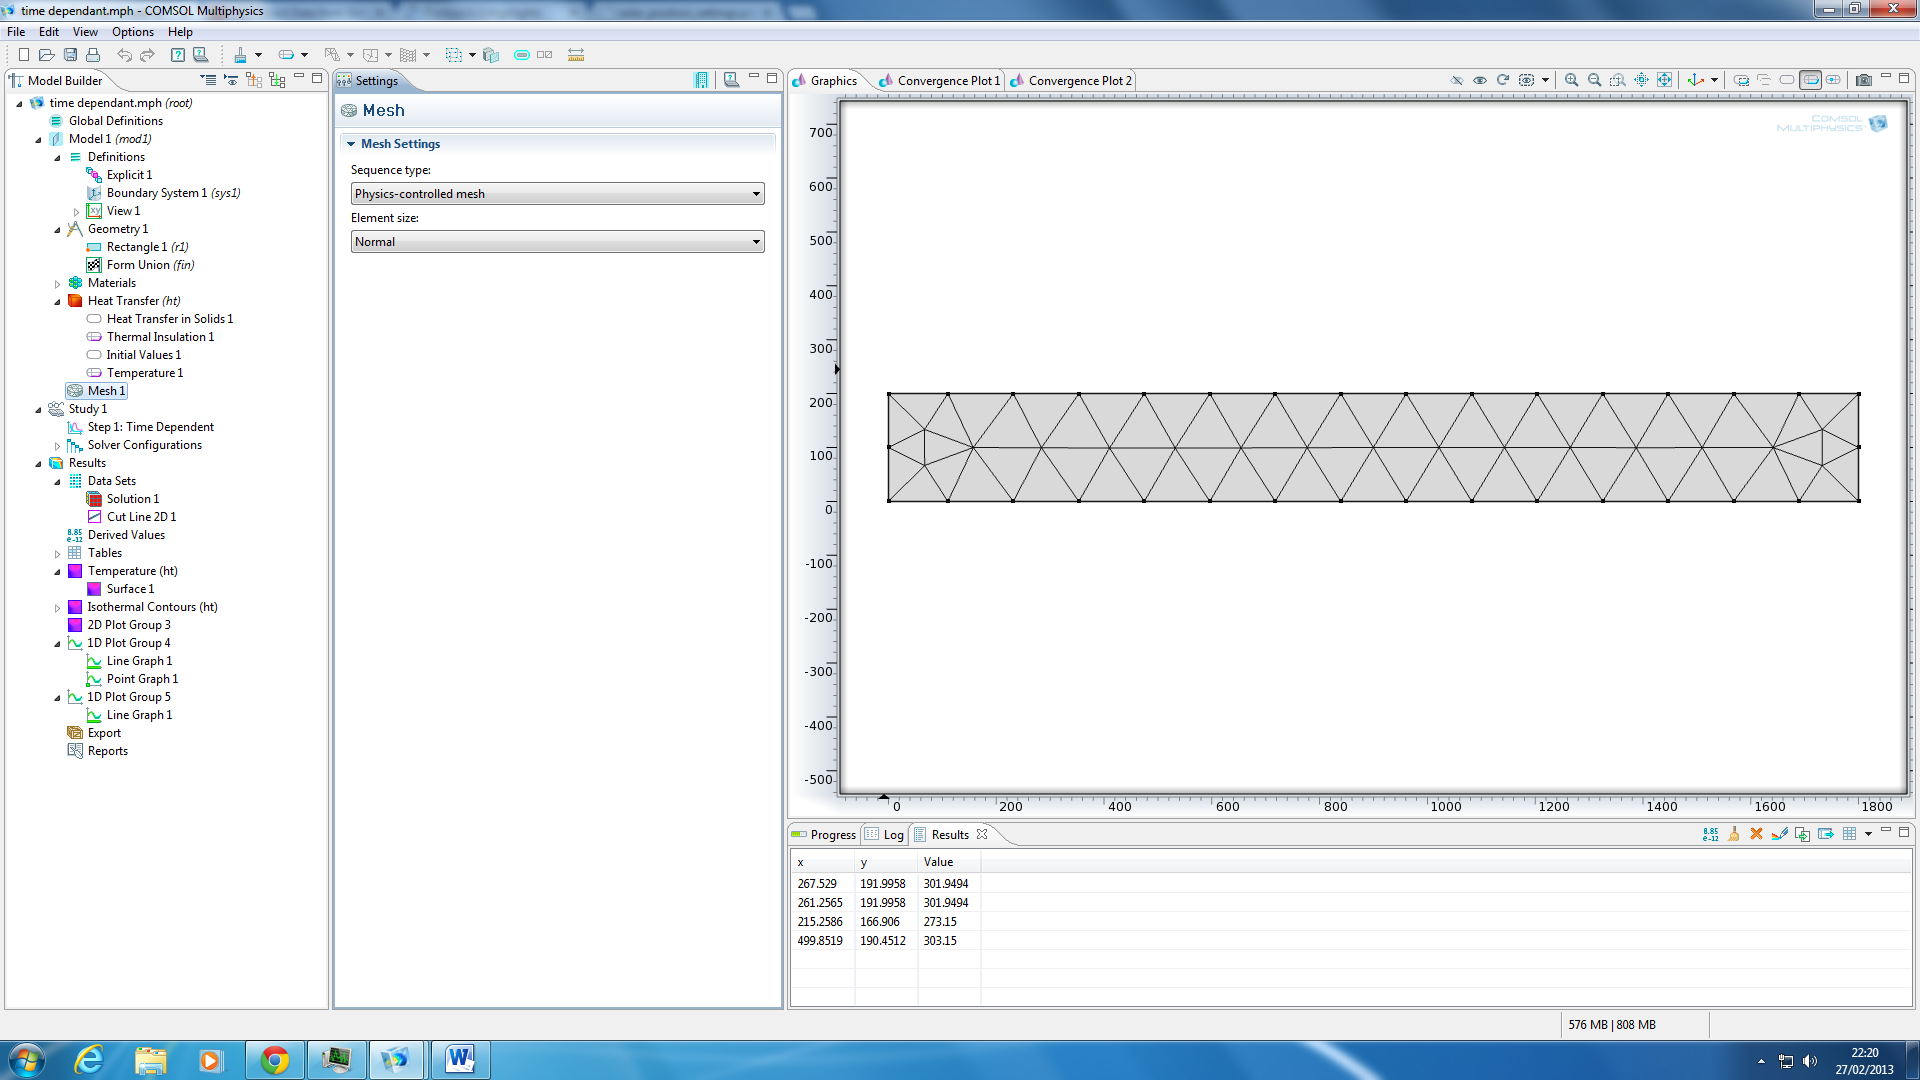 time dependant.mph - COMSOL Multiphysics
File Edit View Options Help
Model Builder
time dependant.mph (root)
Global Definitions
Model 1 (mod1)
Definitions
Explicit 1
Boundary System 1 (sys1)
View 1
Geometry 1
Rectangle 1 (r1)
Form Union (fin)
Materials
Heat Transfer (ht)
Heat Transfer in Solids 1
Thermal Insulation 1
Initial Values 1
Temperature 1
Mesh 1
Study 1
Step 1: Time Dependent
Solver Configurations
Results
Data Sets
Solution 1
Cut Line 2D 1
8.85
e-12
Derived Values
Tables
Temperature (ht)
Surface 1
Isothermal Contours (ht)
2D Plot Group 3
1D Plot Group 4
Line Graph 1
Point Graph 1
1D Plot Group 5
Line Graph 1
Export
Reports
Settings
Mesh
Mesh Settings
Sequence type:
Physics-controlled mesh
Element size:
Normal
Graphics Convergence Plot 1 Convergence Plot 2
COMSOL
MULTIPHYSICS
700
600
500
400
300
200
100
0
-100
-200
-300
-400
-500
0 200 400 600 800 1000 1200 1400 1600 1800
Progress Log Results
8.85
e-12
x y Value
267.529 191.9958 301.9494
261.2565 191.9958 301.9494
215.2586 166.906 273.15
499.8519 190.4512 303.15
576 MB | 808 MB
22:20
27/02/2013